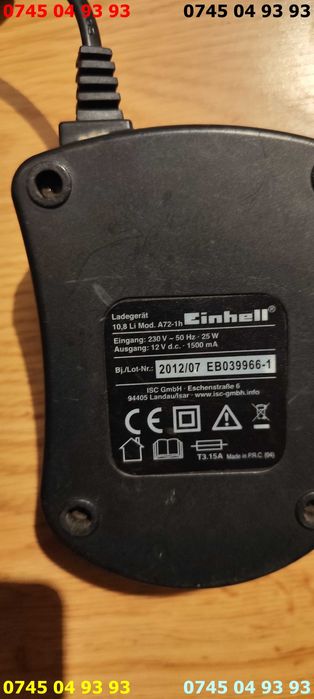 0745 04 93 93 0745 04 93 93
Ladegerät
10,8 Li Mod. A72-1h Einhell®
Eingang: 230 V ~ 50 Hz · 25 W
Ausgang: 12 V d.c. · 1500 mA
Bj./Lot-Nr.: 2012/07 EB039966-1
ISC GmbH · Eschenstraße 6
94405 Landau/Isar · www.isc-gmbh.info
CE
T3.15A Made in P.R.C. (04)
0745 04 93 93 0745 04 93 93